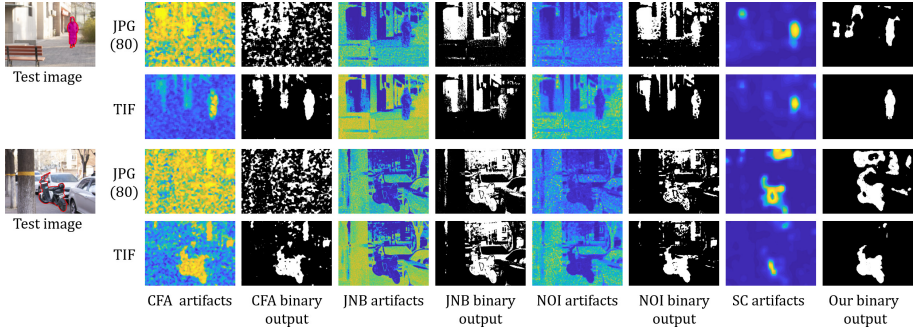 JPG
(80)
Test image
TIF
JPG
(80)
Test image
TIF
CFA artifacts
CFA binary
output
JNB artifacts
JNB binary
output
NOI artifacts
NOI binary
output
SC artifacts
Our binary
output